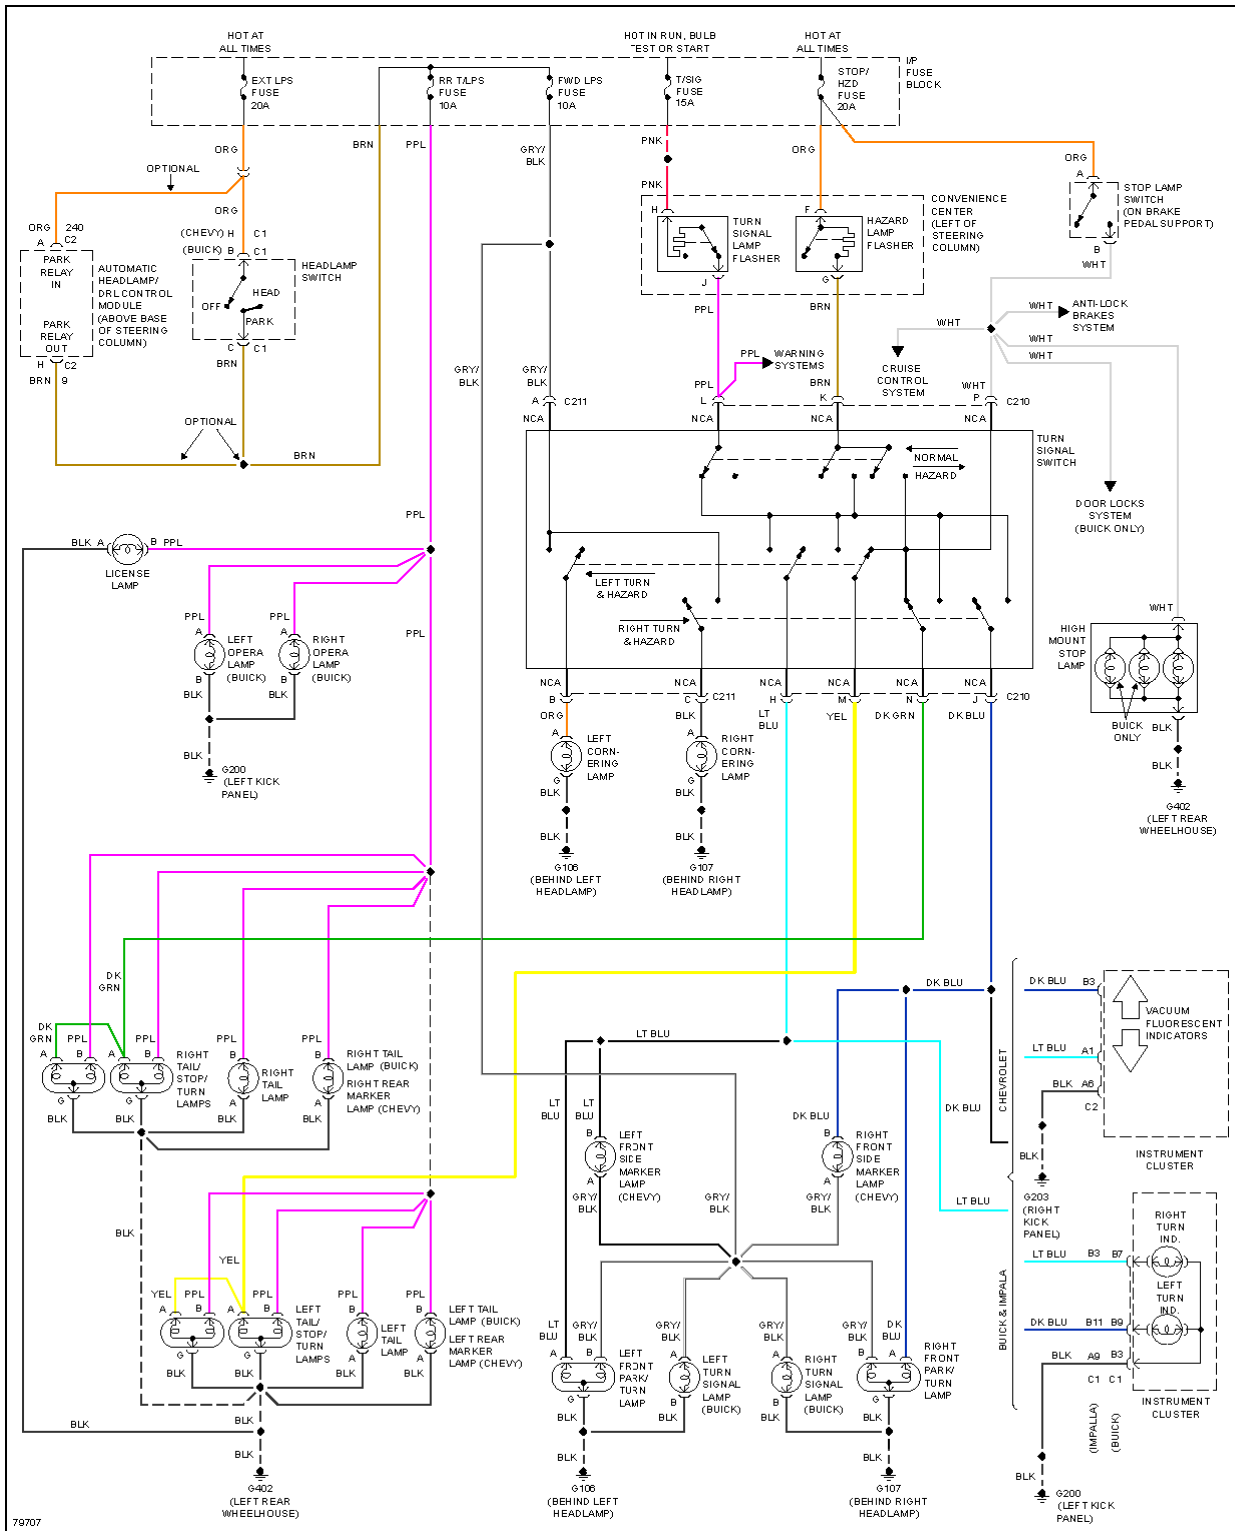 HOT AT
ALL TIMES
HOT IN RUN, BULB
TEST OR START
HOT AT
ALL TIMES
EXT LPS
FUSE
20A
RR T/LPS
FUSE
10A
FWD LPS
FUSE
10A
T/SIG
FUSE
15A
STOP/
HZD
FUSE
20A
I/P
FUSE
BLOCK
ORG
BRN
PPL
GRY/
BLK
PNK
ORG
ORG
OPTIONAL
A
STOP LAMP
SWITCH
(ON BRAKE
PEDAL SUPPORT)
B
WHT
PNK
ORG
H
F
TURN
SIGNAL
LAMP
FLASHER
HAZARD
LAMP
FLASHER
CONVENIENCE
CENTER
(LEFT OF
STEERING
COLUMN)
J
G
ORG 240
A C2
(CHEVY) H C1
(BUICK) B C1
PARK
RELAY
IN
PARK
RELAY
OUT
H C2
BRN 9
AUTOMATIC
HEADLAMP/
DRL CONTROL
MODULE
(ABOVE BASE
OF STEERING
COLUMN)
HEADLAMP
SWITCH
OFF
HEAD
PARK
C C1
BRN
OPTIONAL
BRN
PPL
BRN
WHT
WHT
WHT
WHT
ANTI-LOCK
BRAKES
SYSTEM
CRUISE
CONTROL
SYSTEM
PPL
WARNING
SYSTEMS
GRY/
BLK
GRY/
BLK
PPL
BRN
WHT
A C211
L
K
P C210
NCA
NCA
NCA
NCA
TURN
SIGNAL
SWITCH
NORMAL
HAZARD
DOOR LOCKS
SYSTEM
(BUICK ONLY)
LEFT TURN
& HAZARD
RIGHT TURN
& HAZARD
PPL
BLK A
B PPL
LICENSE
LAMP
PPL
PPL
PPL
A
A
LEFT
OPERA
LAMP
(BUICK)
RIGHT
OPERA
LAMP
(BUICK)
B
B
BLK
BLK
BLK
G200
(LEFT KICK
PANEL)
NCA
NCA
NCA
NCA
NCA
NCA
B
C C211
H
M
N
J C210
ORG
BLK
LT
BLU
YEL
DK GRN
DK BLU
A
A
LEFT
CORN-
ERING
LAMP
RIGHT
CORN-
ERING
LAMP
G
G
BLK
BLK
BLK
BLK
G106
(BEHIND LEFT
HEADLAMP)
G107
(BEHIND RIGHT
HEADLAMP)
WHT
HIGH
MOUNT
STOP
LAMP
BUICK
ONLY
BLK
BLK
G402
(LEFT REAR
WHEELHOUSE)
DK
GRN
DK
GRN
PPL
PPL
PPL
PPL
A
B
A
B
B
B
RIGHT
TAIL/
STOP/
TURN
LAMPS
RIGHT
TAIL
LAMP
RIGHT TAIL
LAMP (BUICK)
RIGHT REAR
MARKER
LAMP (CHEVY)
G
G
A
A
BLK
BLK
BLK
BLK
BLK
YEL
YEL
PPL
PPL
PPL
PPL
A
B
A
B
B
B
LEFT
TAIL/
STOP/
TURN
LAMPS
LEFT
TAIL
LAMP
LEFT TAIL
LAMP (BUICK)
LEFT REAR
MARKER
LAMP (CHEVY)
G
G
A
A
BLK
BLK
BLK
BLK
BLK
BLK
BLK
G402
(LEFT REAR
WHEELHOUSE)
LT BLU
DK BLU
LT
BLU
LT
BLU
DK BLU
DK BLU
B
B
LEFT
FRONT
SIDE
MARKER
LAMP
(CHEVY)
RIGHT
FRONT
SIDE
MARKER
LAMP
(CHEVY)
A
A
GRY/
BLK
GRY/
BLK
GRY/
BLK
LT BLU
LT
BLU
GRY/
BLK
GRY/
BLK
GRY/
BLK
GRY/
BLK
DK
BLU
A
B
A
A
B
A
LEFT
FRONT
PARK/
TURN
LAMP
LEFT
TURN
SIGNAL
LAMP
(BUICK)
RIGHT
TURN
SIGNAL
LAMP
(BUICK)
RIGHT
FRONT
PARK/
TURN
LAMP
G
B
B
G
BLK
BLK
BLK
BLK
BLK
BLK
G106
(BEHIND LEFT
HEADLAMP)
G107
(BEHIND RIGHT
HEADLAMP)
CHEVROLET
DK BLU B3
LT BLU A1
BLK A6
C2
VACUUM
FLUORESCENT
INDICATORS
BLK
INSTRUMENT
CLUSTER
G203
(RIGHT
KICK
PANEL)
BUICK & IMPALA
RIGHT
TURN
IND.
LT BLU B3 B7
LEFT
TURN
IND.
DK BLU B11 B9
BLK A9 B3
C1 C1
(IMPALLA)
(BUICK)
INSTRUMENT
CLUSTER
BLK
G200
(LEFT KICK
PANEL)
79707